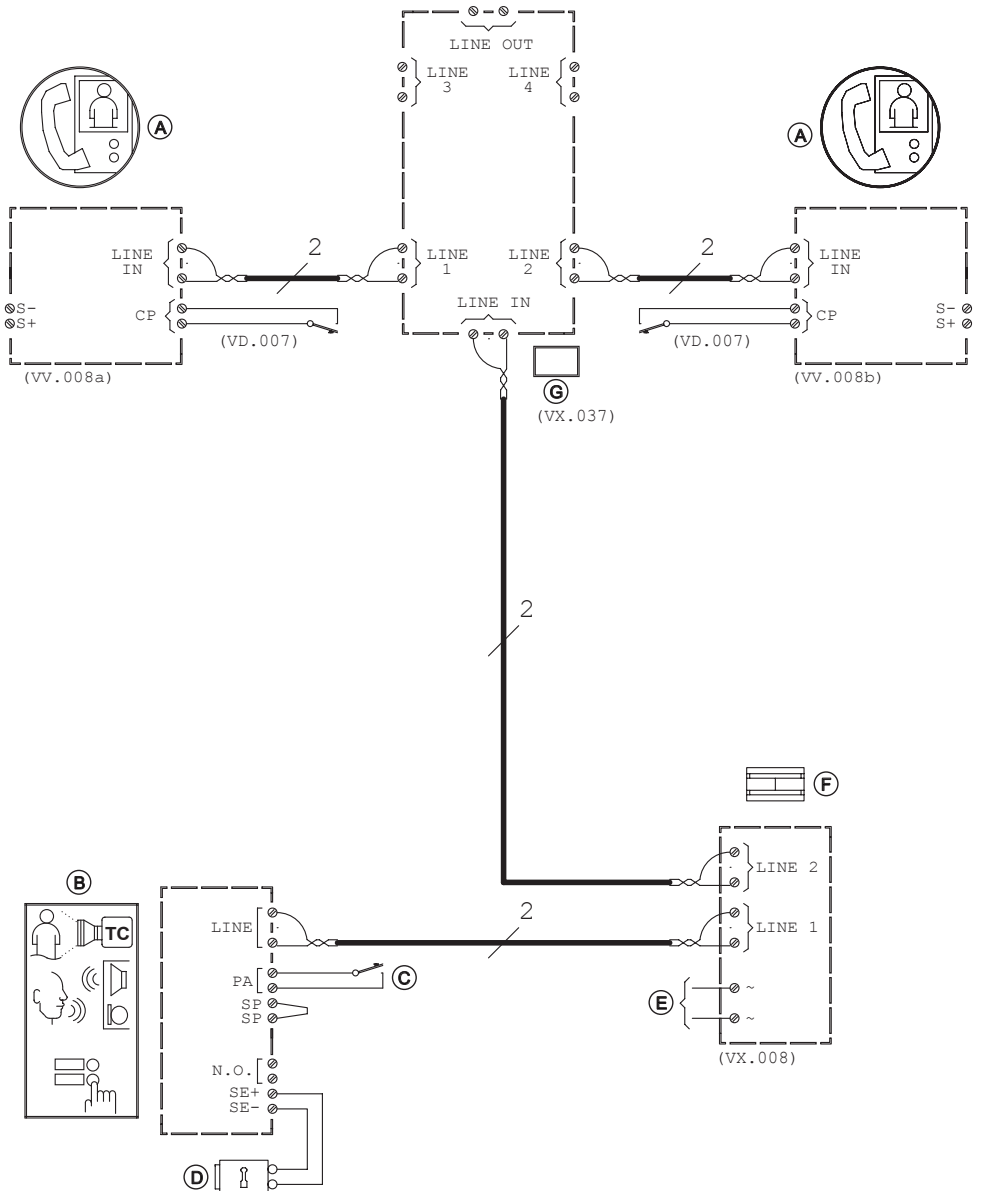 LINE OUT
LINE
3
LINE
4
A
A
LINE
IN
2
LINE
1
LINE
2
2
LINE
IN
LINE IN
S-
S+
CP
CP
S-
S+
(VD.007)
(VD.007)
(VV.008a)
(VV.008b)
G
(VX.037)
2
F
B
LINE 2
TC
LINE
2
LINE 1
PA
C
SP
SP
E
~
~
N.O.
SE+
SE-
(VX.008)
D